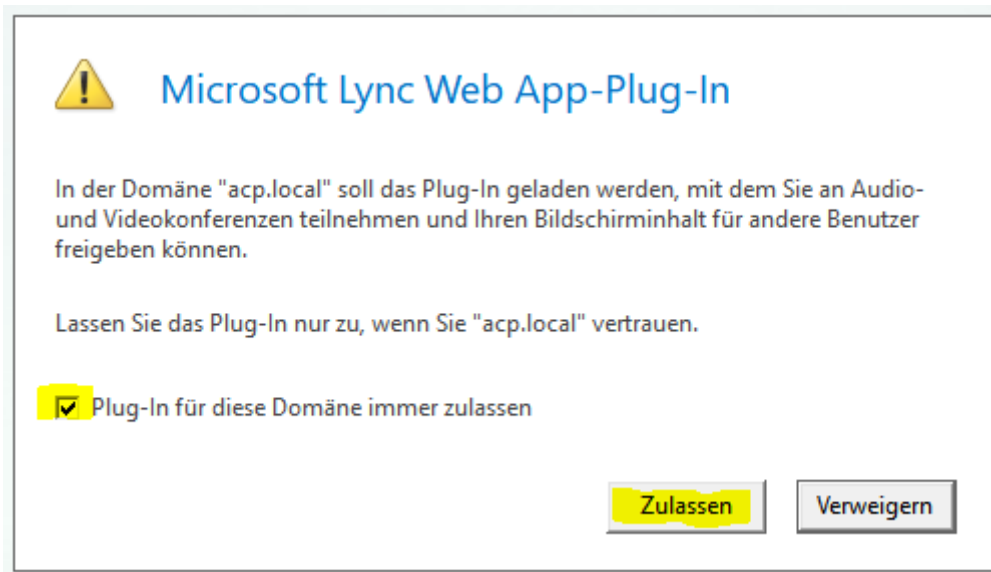 Microsoft Lync Web App-Plug-In
In der Domäne "acp.local" soll das Plug-In geladen werden, mit dem Sie an Audio-
und Videokonferenzen teilnehmen und Ihren Bildschirminhalt für andere Benutzer
freigeben können.
Lassen Sie das Plug-In nur zu, wenn Sie "acp.local" vertrauen.
Plug-In für diese Domäne immer zulassen
Zulassen
Verweigern